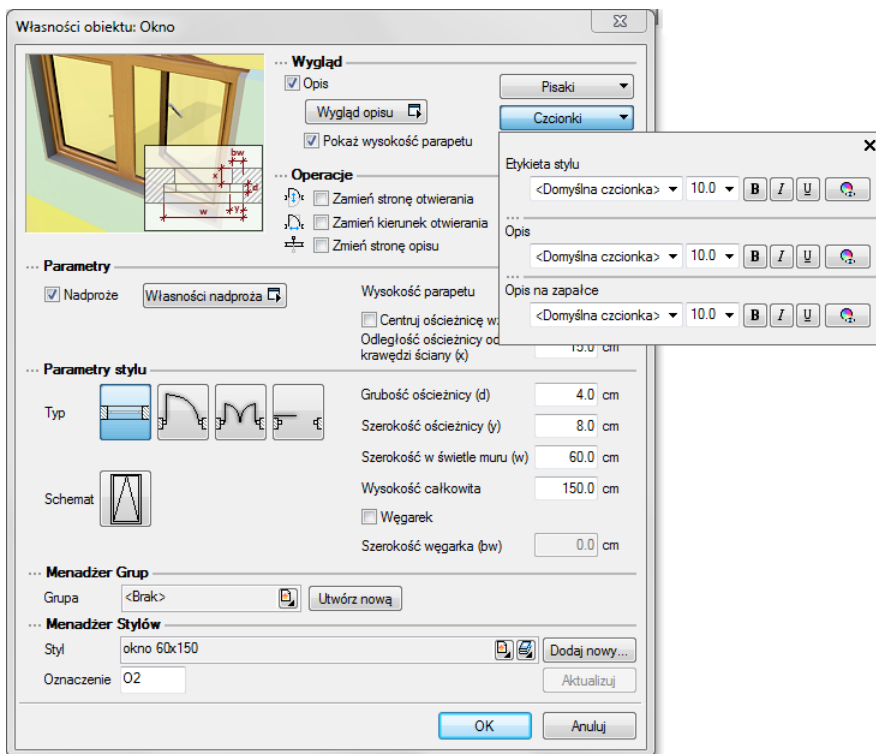 Własności obiektu: Okno
Wygląd
Opis
Pisaki
Wygląd opisu
Czcionki
Pokaż wysokość parapetu
bw
x
d
w
y
Operacje
Zamień stronę otwierania
Zamień kierunek otwierania
Zmień stronę opisu
Etykieta stylu
<Domyślna czcionka> 10.0 B I U
Opis
<Domyślna czcionka> 10.0 B I U
Opis na zapałce
<Domyślna czcionka> 10.0 B I U
Parametry
Nadproże
Własności nadproża
Wysokość parapetu
Centruj ościeżnicę
Odległość ościeżnicy
krawędzi ściany (x) 15.0 cm
Parametry stylu
Typ
Grubość ościeżnicy (d) 4.0 cm
Szerokość ościeżnicy (y) 8.0 cm
Szerokość w świetle muru (w) 60.0 cm
Wysokość całkowita 150.0 cm
Schemat
Węgarek
Szerokość węgarka (bw) 0.0 cm
Menadżer Grup
Grupa <Brak> Utwórz nową
Menadżer Stylów
Styl okno 60x150 Dodaj nowy...
Oznaczenie O2 Aktualizuj
OK Anuluj